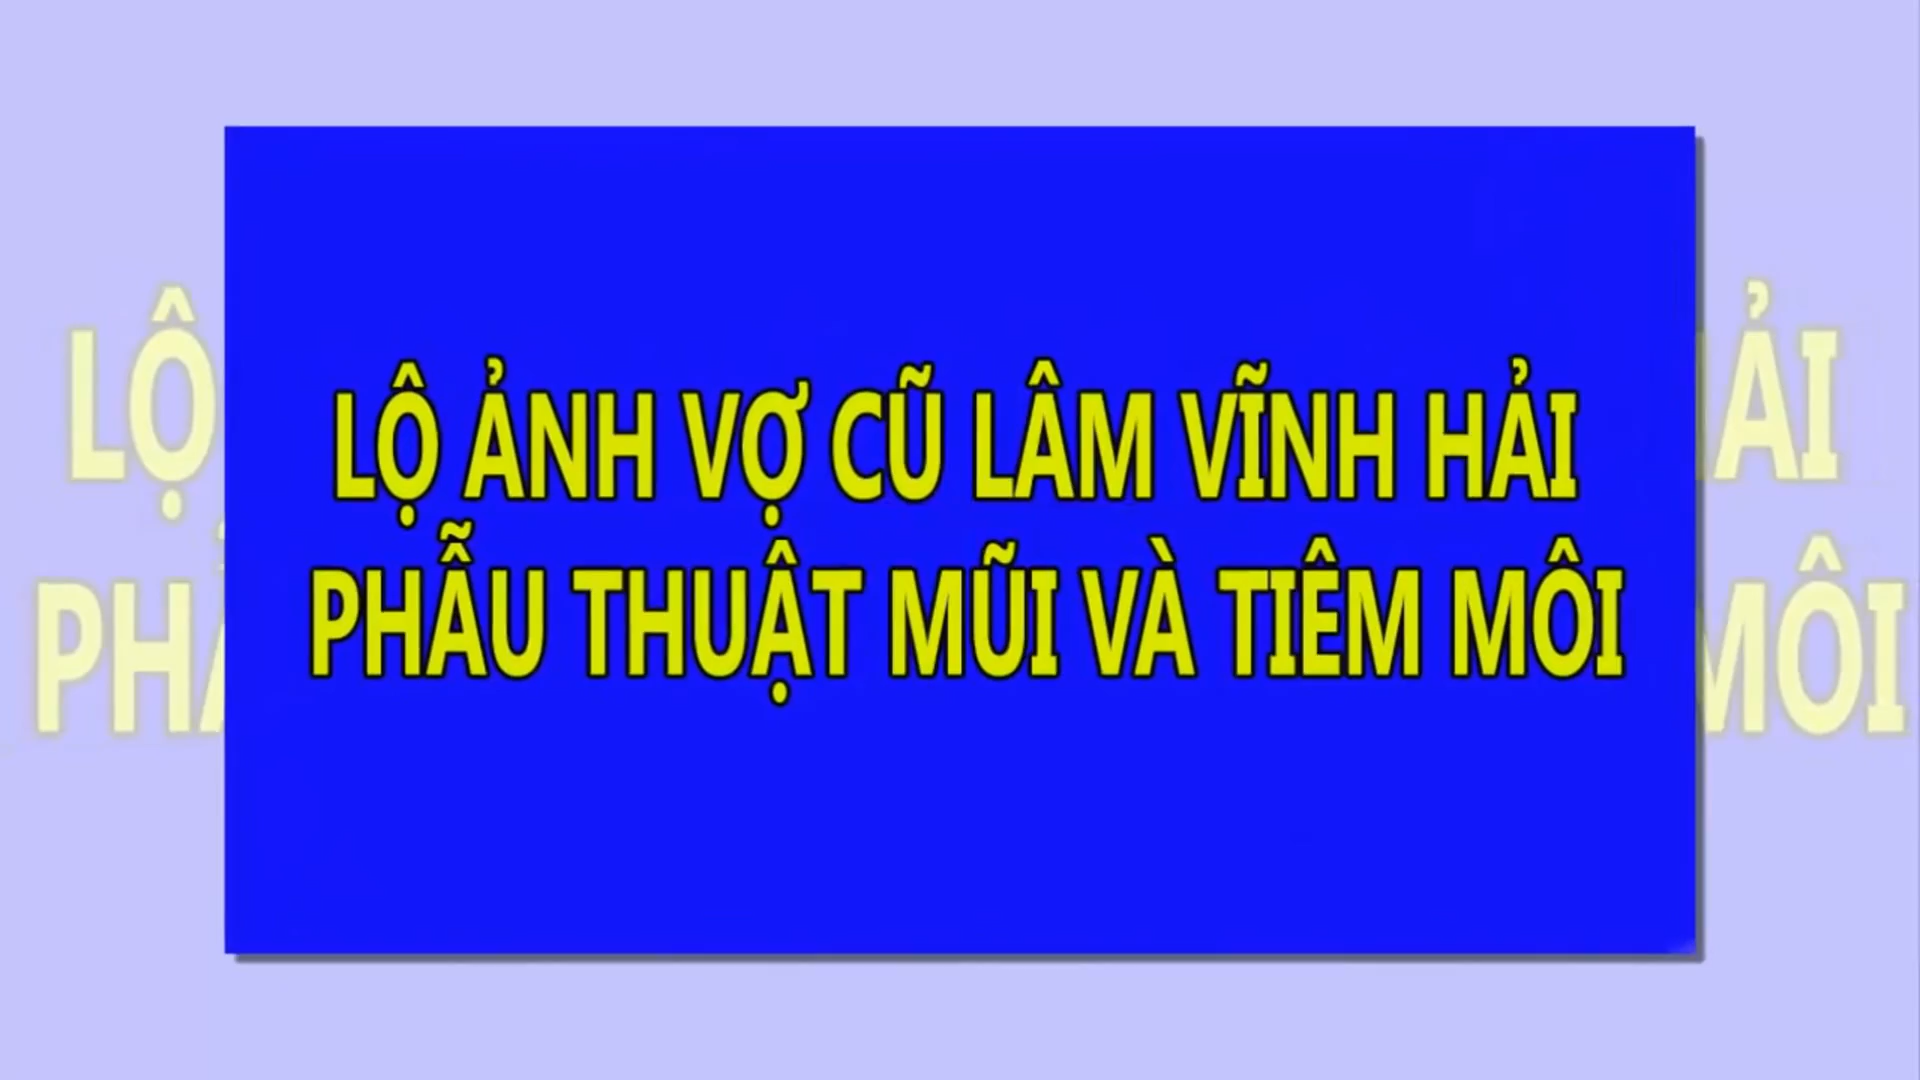 LỘ ẢNH VỢ CŨ LÂM VĨNH HẢI
PHẪU THUẬT MŨI VÀ TIÊM MÔI